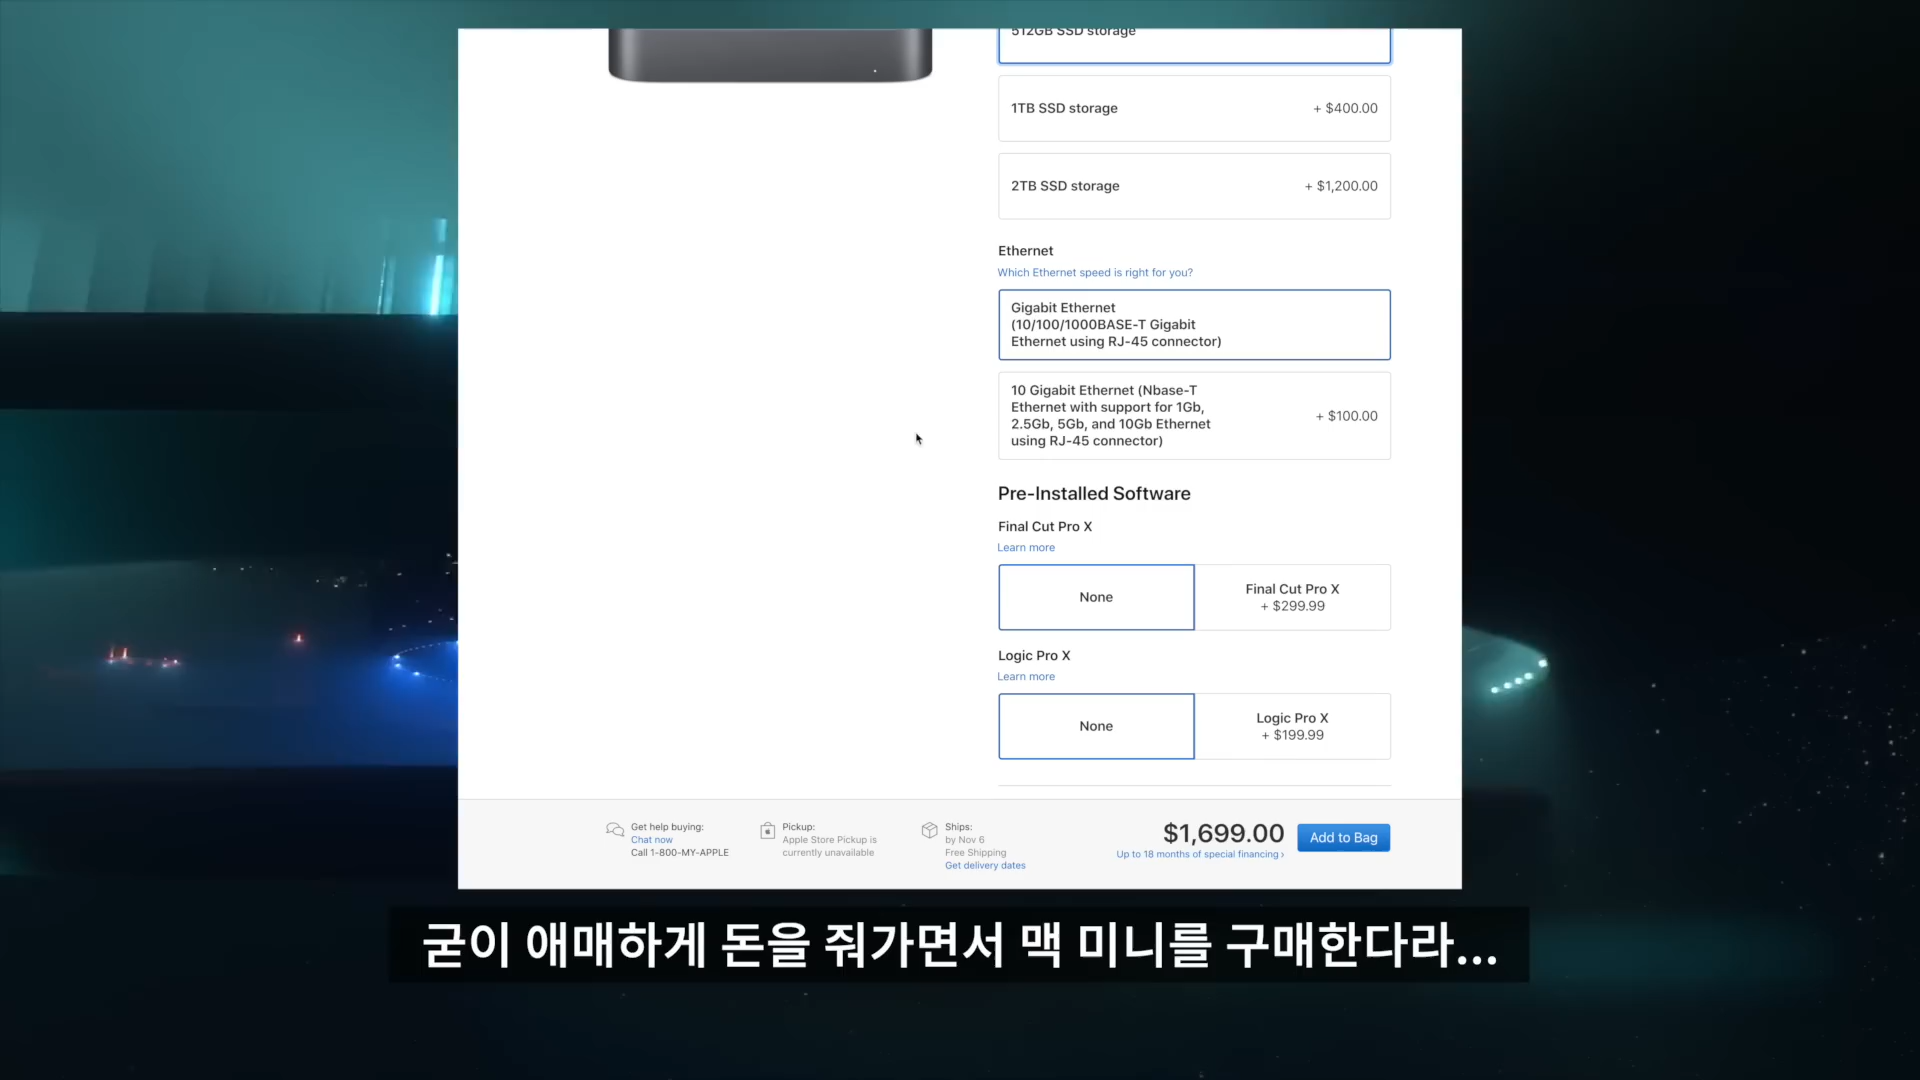 512GB SSD storage
1TB SSD storage
+ $400.00
2TB SSD storage
+ $1,200.00
Ethernet
Which Ethernet speed is right for you?
Gigabit Ethernet
(10/100/1000BASE-T Gigabit
Ethernet using RJ-45 connector)
10 Gigabit Ethernet (Nbase-T
Ethernet with support for 1Gb,
2.5Gb, 5Gb, and 10Gb Ethernet
using RJ-45 connector)
+ $100.00
Pre-Installed Software
Final Cut Pro X
Learn more
None
Final Cut Pro X
+ $299.99
Logic Pro X
Learn more
None
Logic Pro X
+ $199.99
Get help buying:
Chat now
Call 1-800-MY-APPLE
Pickup:
Apple Store Pickup is
currently unavailable
Ships:
by Nov 6
Free Shipping
Get delivery dates
$1,699.00
Up to 18 months of special financing ›
Add to Bag
굳이 애매하게 돈을 줘가면서 맥 미니를 구매한다라...